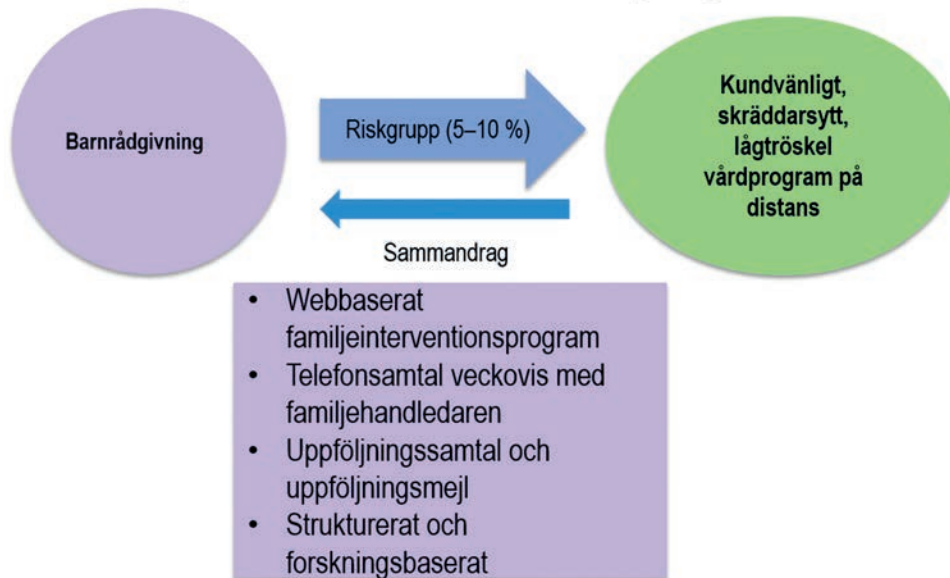 Barnrådgivning
Riskgrupp (5–10 %)
Kundvänligt,
skräddarsytt,
lågtröskel
vårdprogram på
distans
Sammandrag
• Webbaserat
familjeinterventionsprogram
• Telefonsamtal veckovis med
familjehandledaren
• Uppföljningssamtal och
uppföljningsmejl
• Strukturerat och
forskningsbaserat